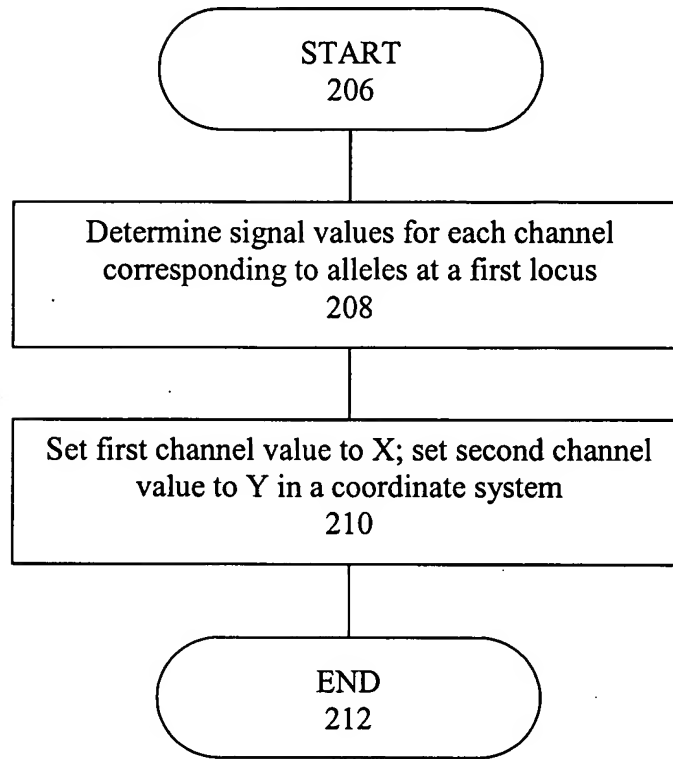 START
206
Determine signal values for each channel
corresponding to alleles at a first locus
208
Set first channel value to X; set second channel
value to Y in a coordinate system
210
END
212